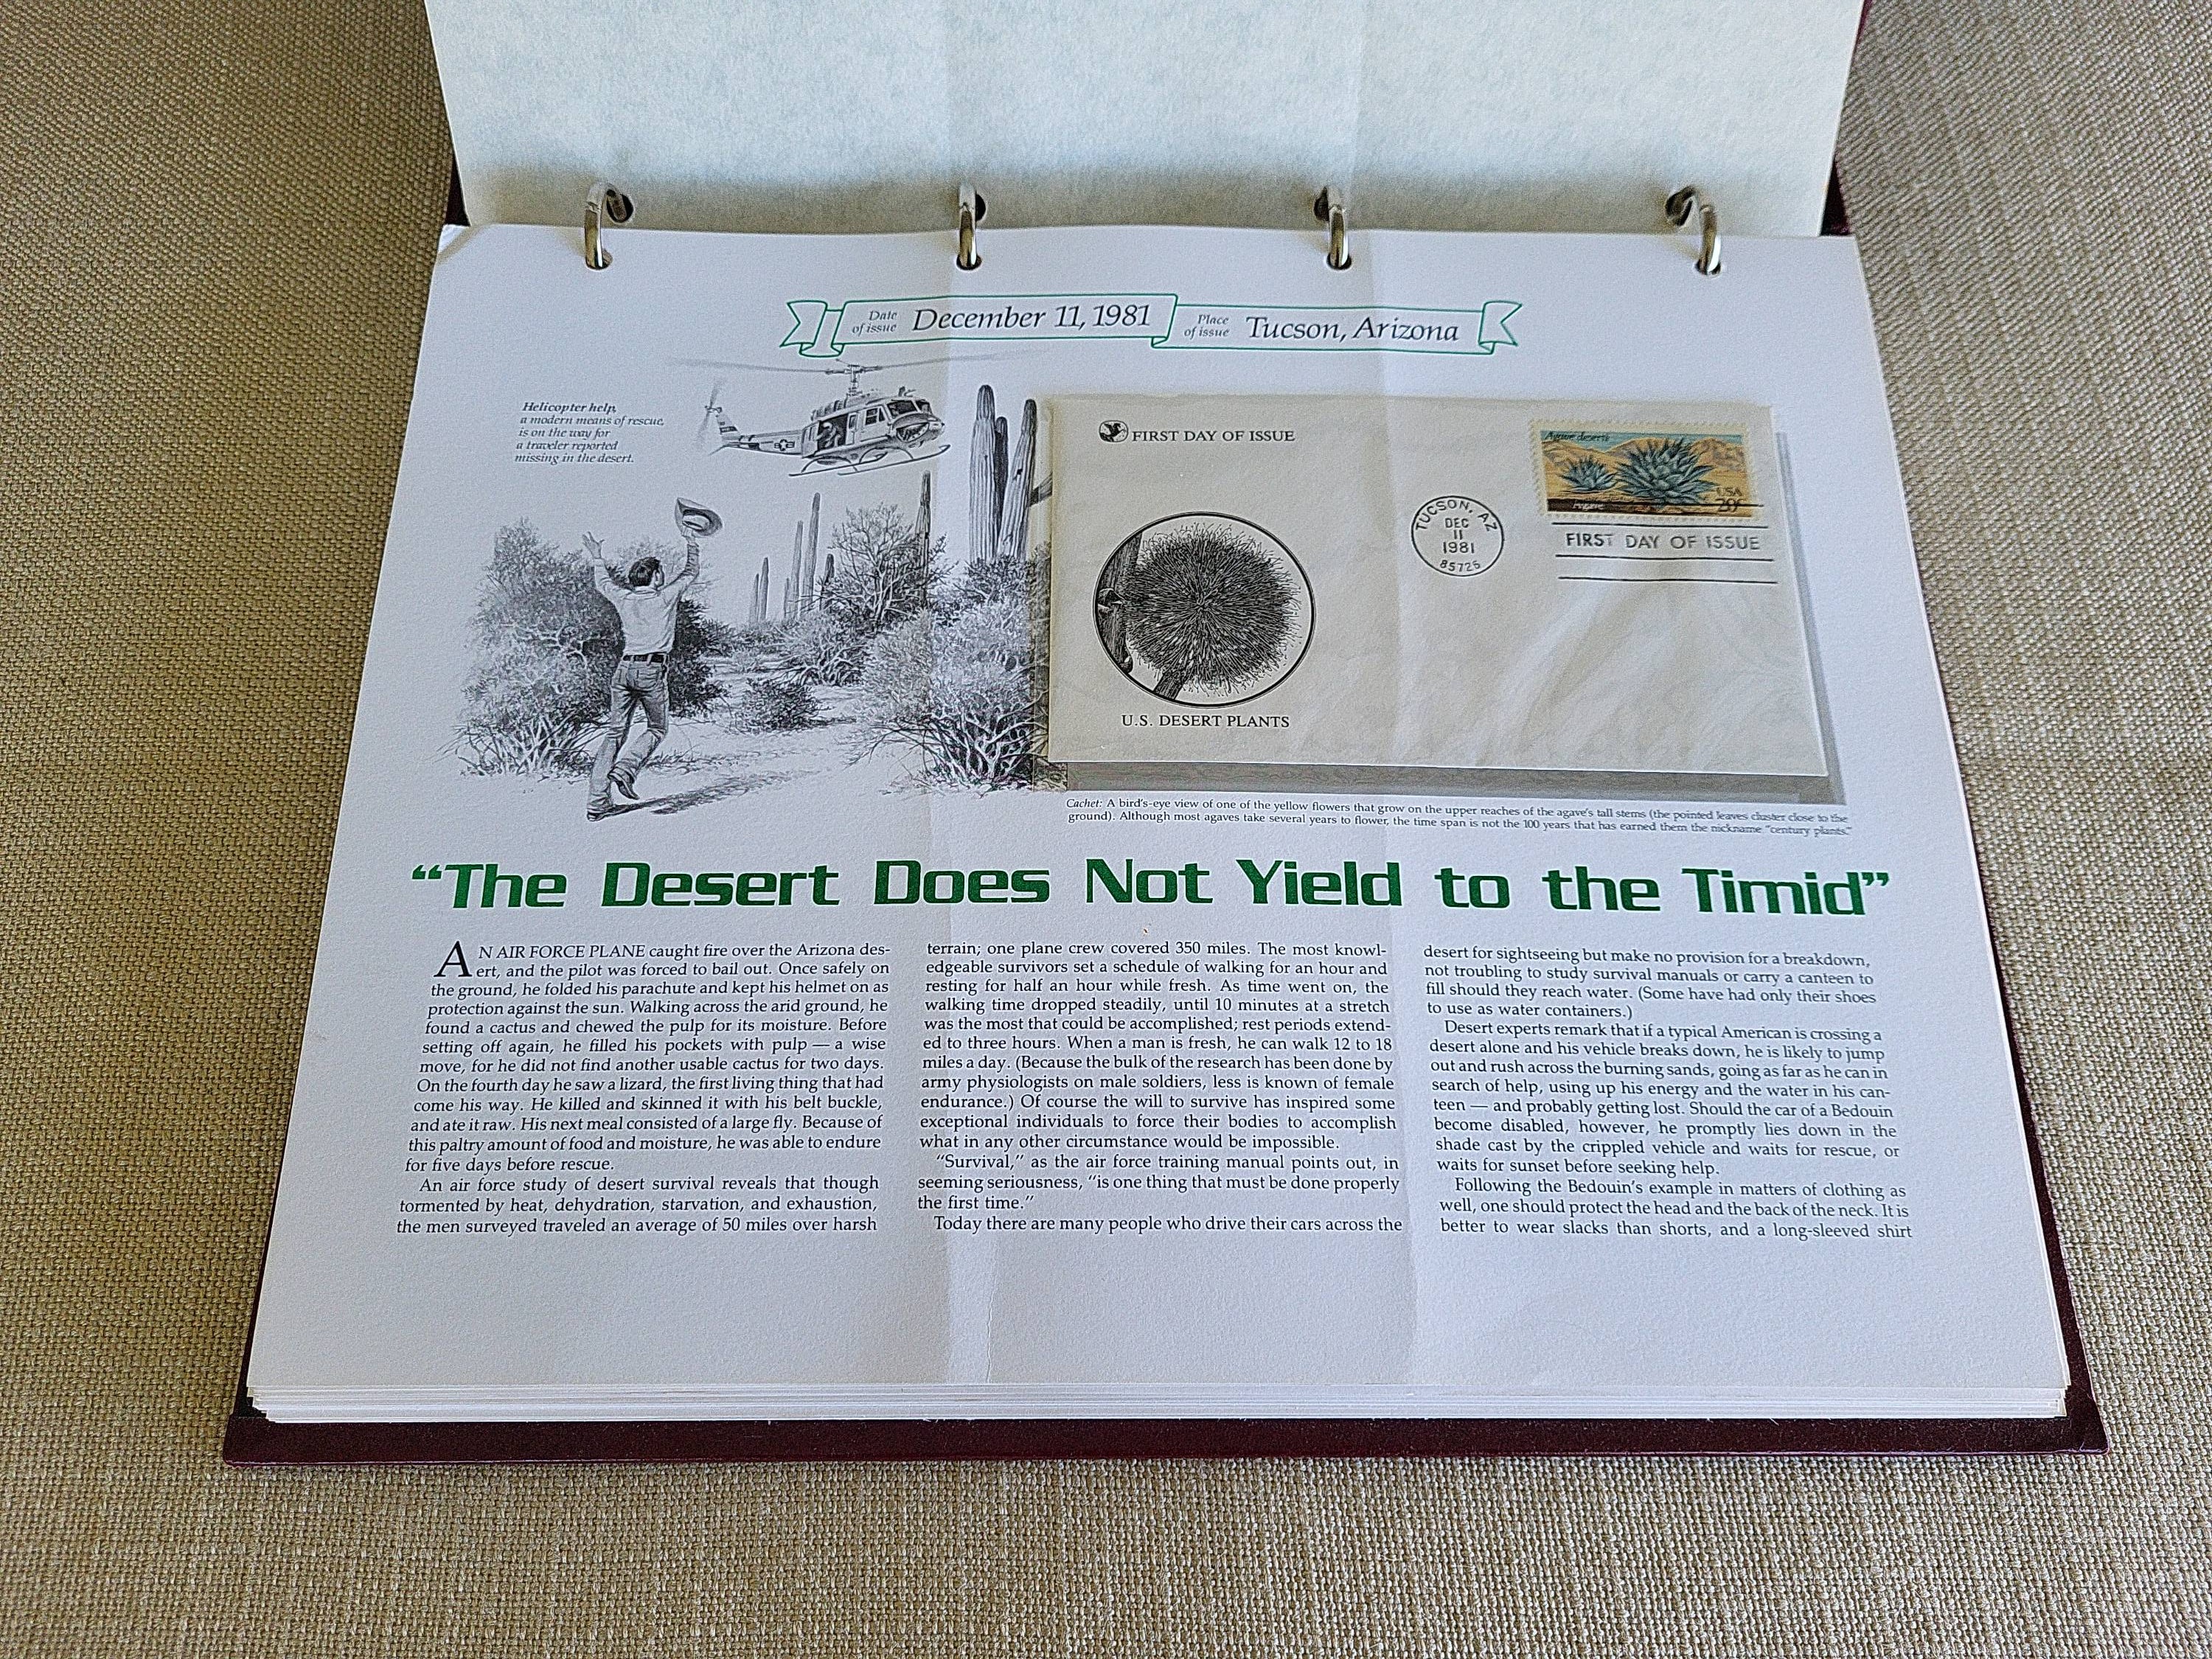 Date
of issue
December 11, 1981
Place
of issue
Tucson, Arizona
Helicopter help,
a modern means of rescue,
is on the way for
a traveler reported
missing in the desert.
FIRST DAY OF ISSUE
Agave deserti
USA
Agave
TUCSON, AZ
DEC
11
1981
85726
FIRST DAY OF ISSUE
U.S. DESERT PLANTS
Cachet: A bird's-eye view of one of the yellow flowers that grow on the upper reaches of the agave's tall stems (the pointed leaves cluster close to the
ground). Although most agaves take several years to flower, the time span is not the 100 years that has earned them the nickname "century plants."
“The Desert Does Not Yield to the Timid”
AN AIR FORCE PLANE caught fire over the Arizona des-
ert, and the pilot was forced to bail out. Once safely on
the ground, he folded his parachute and kept his helmet on as
protection against the sun. Walking across the arid ground, he
found a cactus and chewed the pulp for its moisture. Before
setting off again, he filled his pockets with pulp — a wise
move, for he did not find another usable cactus for two days.
On the fourth day he saw a lizard, the first living thing that had
come his way. He killed and skinned it with his belt buckle,
and ate it raw. His next meal consisted of a large fly. Because of
this paltry amount of food and moisture, he was able to endure
for five days before rescue.
An air force study of desert survival reveals that though
tormented by heat, dehydration, starvation, and exhaustion,
the men surveyed traveled an average of 50 miles over harsh
terrain; one plane crew covered 350 miles. The most knowl-
edgeable survivors set a schedule of walking for an hour and
resting for half an hour while fresh. As time went on, the
walking time dropped steadily, until 10 minutes at a stretch
was the most that could be accomplished; rest periods extend-
ed to three hours. When a man is fresh, he can walk 12 to 18
miles a day. (Because the bulk of the research has been done by
army physiologists on male soldiers, less is known of female
endurance.) Of course the will to survive has inspired some
exceptional individuals to force their bodies to accomplish
what in any other circumstance would be impossible.
“Survival,” as the air force training manual points out, in
seeming seriousness, “is one thing that must be done properly
the first time.”
Today there are many people who drive their cars across the
desert for sightseeing but make no provision for a breakdown,
not troubling to study survival manuals or carry a canteen to
fill should they reach water. (Some have had only their shoes
to use as water containers.)
Desert experts remark that if a typical American is crossing a
desert alone and his vehicle breaks down, he is likely to jump
out and rush across the burning sands, going as far as he can in
search of help, using up his energy and the water in his can-
teen — and probably getting lost. Should the car of a Bedouin
become disabled, however, he promptly lies down in the
shade cast by the crippled vehicle and waits for rescue, or
waits for sunset before seeking help.
Following the Bedouin's example in matters of clothing as
well, one should protect the head and the back of the neck. It is
better to wear slacks than shorts, and a long-sleeved shirt